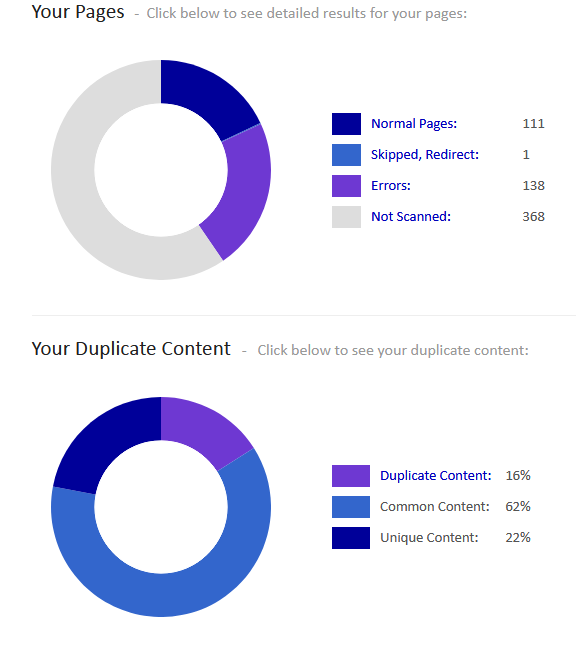 Your Pages - Click below to see detailed results for your pages:
Normal Pages: 111
Skipped, Redirect: 1
Errors: 138
Not Scanned: 368
Your Duplicate Content - Click below to see your duplicate content:
Duplicate Content: 16%
Common Content: 62%
Unique Content: 22%